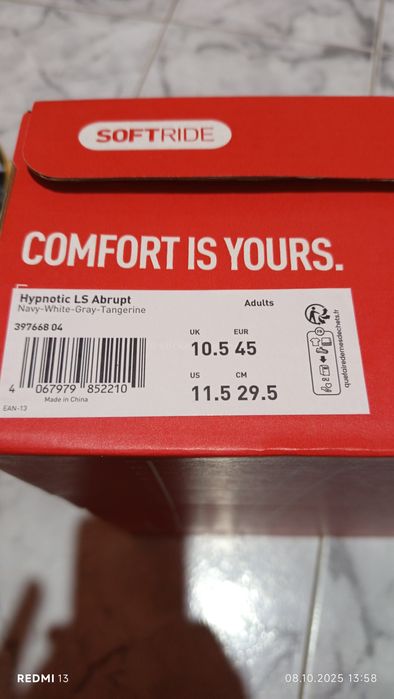 SOFTRIDE
COMFORT IS YOURS.
Hypnotic LS Abrupt
Navy-White-Gray-Tangerine
Adults
397668 04
UK EUR
10.5 45
US CM
11.5 29.5
4 067979 852210
Made in China
EAN-13
FR
quefairedemesdechets.fr
REDMI 13
08.10.2025 13:58